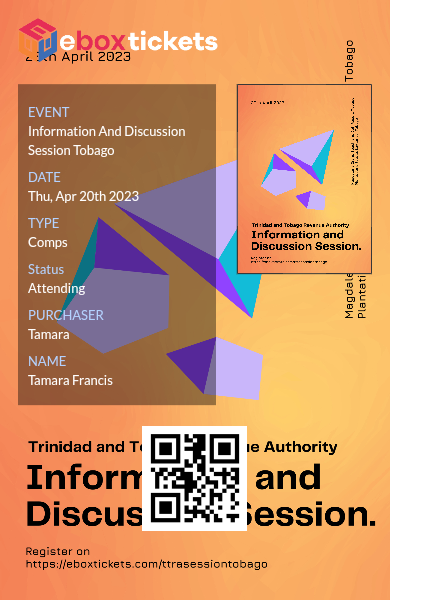 eboxtickets
th April 2023
EVENT
Information And Discussion
Session Tobago
DATE
Thu, Apr 20th 2023
TYPE
Comps
Status
Attending
PURCHASER
Tamara
NAME
Tamara Francis
Tobago
Trinidad and Tobago Revenue Authority
Information and
Discussion Session.
Magdale
Plantati
Trinidad and T ue Authority
Inform and
Discus Session.
Register on
https://eboxtickets.com/ttrasessiontobago